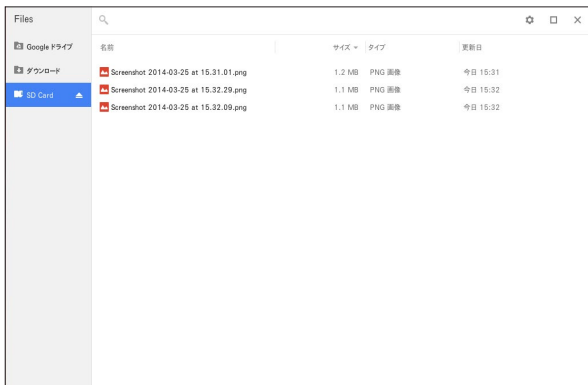 Files
Google ドライブ
ダウンロード
SD Card
名前 サイズ タイプ 更新日
Screenshot 2014-03-25 at 15.31.01.png 1.2 MB PNG 画像 今日 15:31
Screenshot 2014-03-25 at 15.32.29.png 1.1 MB PNG 画像 今日 15:32
Screenshot 2014-03-25 at 15.32.09.png 1.1 MB PNG 画像 今日 15:32